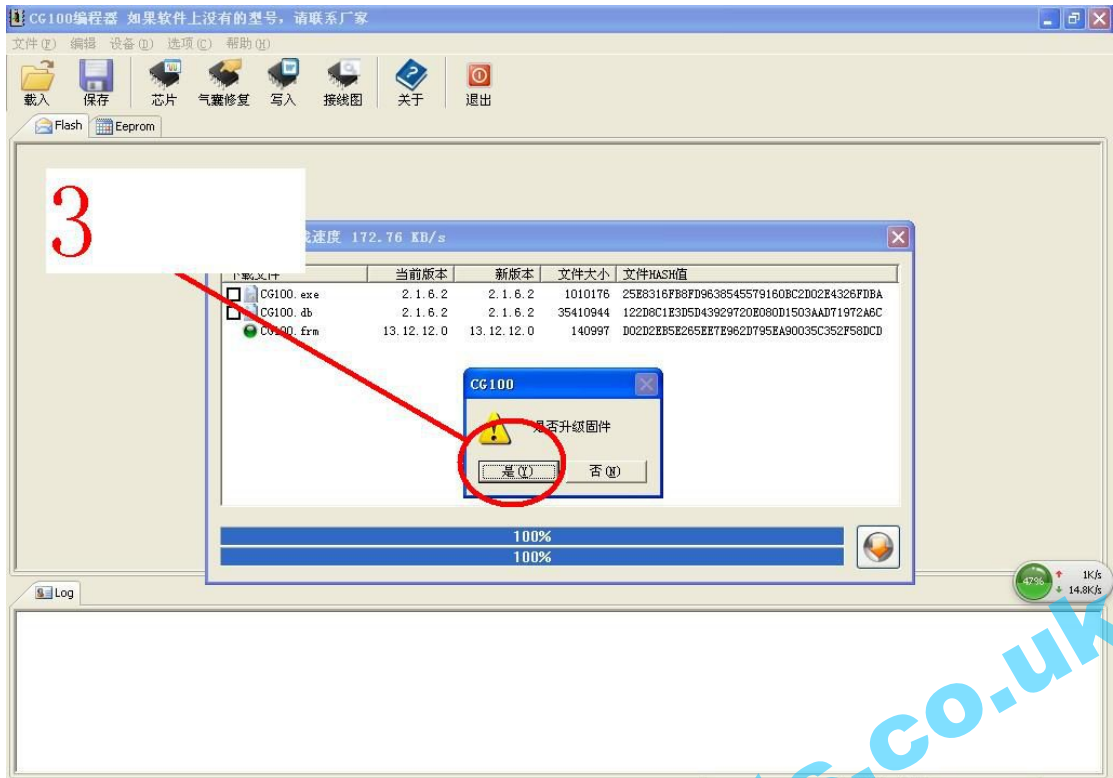 CG100编程器 如果软件上没有的型号，请联系厂家
文件(F) 编辑 设备(D) 选项(C) 帮助(H)
载入 保存 芯片 气囊修复 写入 接线图 关于 退出
Flash Eeprom
3
速度 172.76 KB/s
下载文件 当前版本 新版本 文件大小 文件HASH值
CG100.exe 2.1.6.2 2.1.6.2 1010176 25E8316FB8FD9638545579160BC2D02E4326FDBA
CG100.db 2.1.6.2 2.1.6.2 35410944 122D8C1E3D5D43929720E080D1503AAD71972A6C
CG100.frm 13.12.12.0 13.12.12.0 140997 D02D2EB5E265EE7E962D795EA90035C352F58DCD
CG100
是否升级固件
是(Y) 否(N)
100%
100%
47% 1K/s
14.8K/s
Log
.co.uk